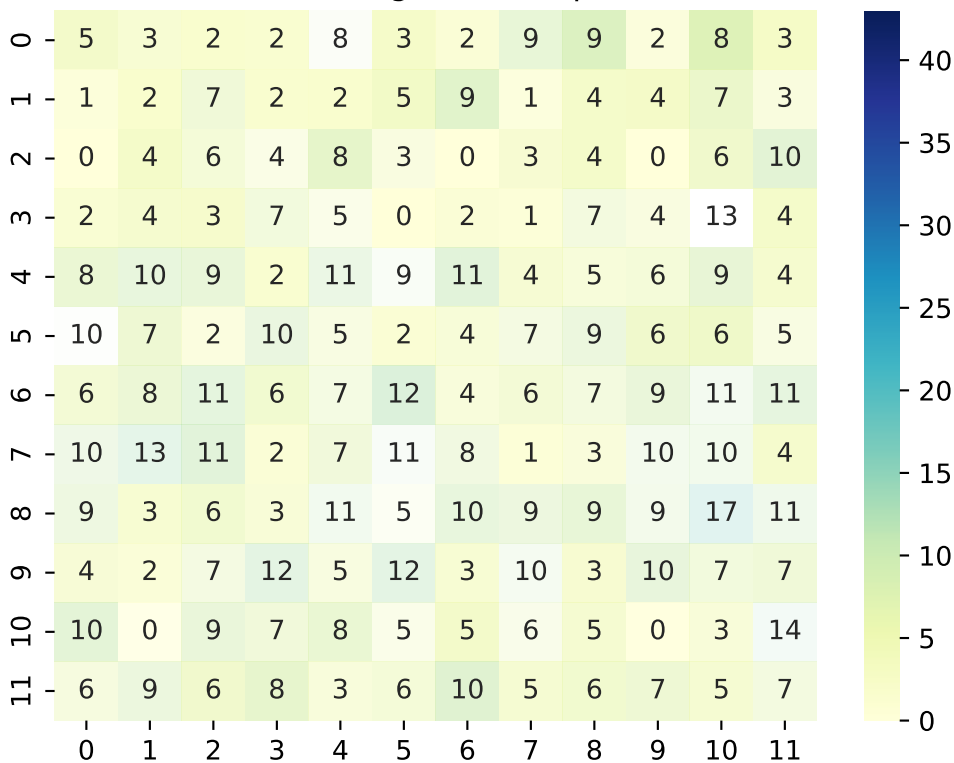 0 5 3 2 2 8 3 2 9 9 2 8 3
1 1 2 7 2 2 5 9 1 4 4 7 3
2 0 4 6 4 8 3 0 3 4 0 6 10
3 2 4 3 7 5 0 2 1 7 4 13 4
4 8 10 9 2 11 9 11 4 5 6 9 4
5 10 7 2 10 5 2 4 7 9 6 6 5
6 6 8 11 6 7 12 4 6 7 9 11 11
7 10 13 11 2 7 11 8 1 3 10 10 4
8 9 3 6 3 11 5 10 9 9 9 17 11
9 4 2 7 12 5 12 3 10 3 10 7 7
10 10 0 9 7 8 5 5 6 5 0 3 14
11 6 9 6 8 3 6 10 5 6 7 5 7
0 1 2 3 4 5 6 7 8 9 10 11
40
35
30
25
20
15
10
5
0